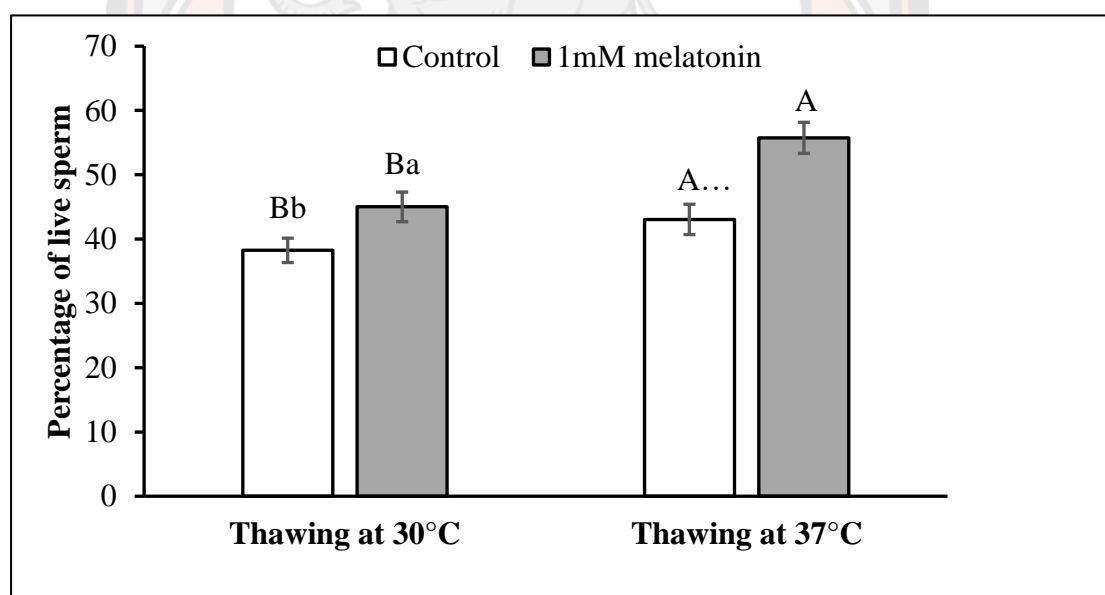 70
Control 1mM melatonin
60
50
40
30
20
10
0
Percentage of live sperm
Bb
Ba
A…
A
Thawing at 30°C Thawing at 37°C